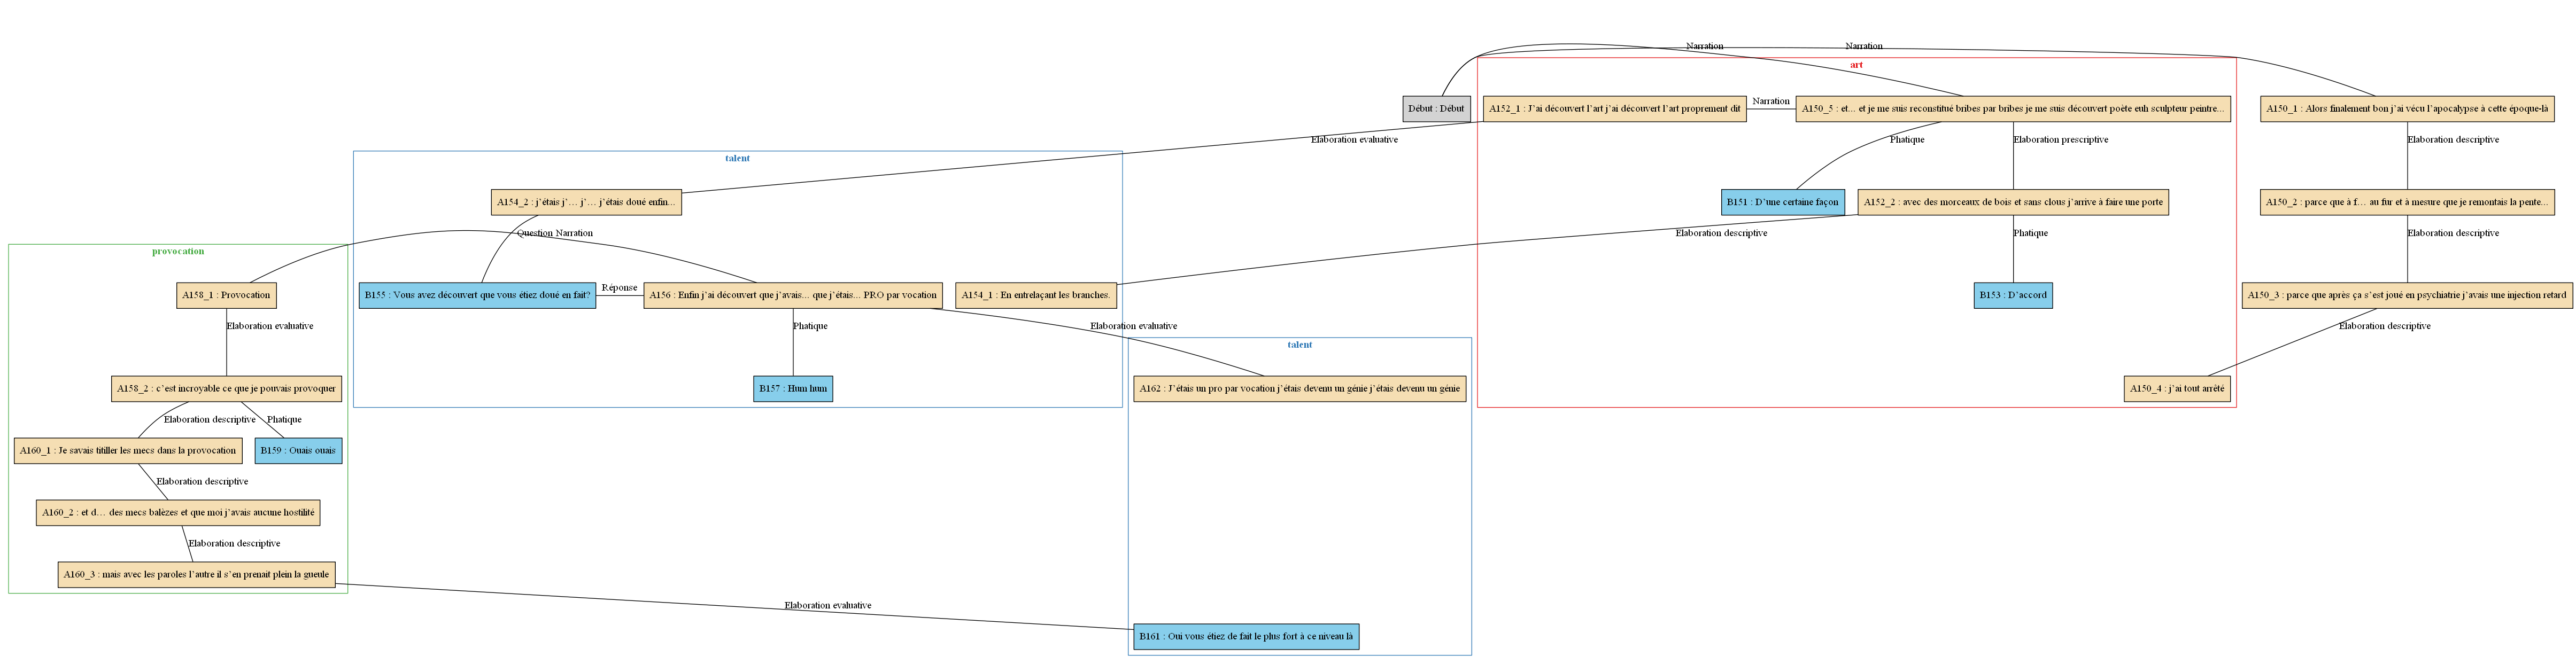 Narration
Narration
art
Début : Début
A152_1 : J’ai découvert l’art j’ai découvert l’art proprement dit
Narration
A150_5 : et... et je me suis reconstitué bribes par bribes je me suis découvert poète euh sculpteur peintre...
A150_1 : Alors finalement bon j’ai vécu l’apocalypse à cette époque-là
Elaboration evaluative
Phatique
Elaboration prescriptive
Elaboration descriptive
talent
A154_2 : j’étais j’… j’… j’étais doué enfin...
B151 : D’une certaine façon
A152_2 : avec des morceaux de bois et sans clous j’arrive à faire une porte
A150_2 : parce que à f… au fur et à mesure que je remontais la pente...
Question
Narration
Elaboration descriptive
Phatique
Elaboration descriptive
provocation
A158_1 : Provocation
B155 : Vous avez découvert que vous étiez doué en fait?
Réponse
A156 : Enfin j’ai découvert que j’avais... que j’étais... PRO par vocation
A154_1 : En entrelaçant les branches.
B153 : D’accord
A150_3 : parce que après ça s’est joué en psychiatrie j’avais une injection retard
Elaboration evaluative
Phatique
Elaboration evaluative
Elaboration descriptive
talent
A158_2 : c’est incroyable ce que je pouvais provoquer
B157 : Hum hum
A162 : J’étais un pro par vocation j’étais devenu un génie j’étais devenu un génie
A150_4 : j’ai tout arrêté
Elaboration descriptive
Phatique
A160_1 : Je savais titiller les mecs dans la provocation
B159 : Ouais ouais
Elaboration descriptive
A160_2 : et d… des mecs balèzes et que moi j’avais aucune hostilité
Elaboration descriptive
A160_3 : mais avec les paroles l’autre il s’en prenait plein la gueule
Elaboration evaluative
B161 : Oui vous étiez de fait le plus fort à ce niveau là